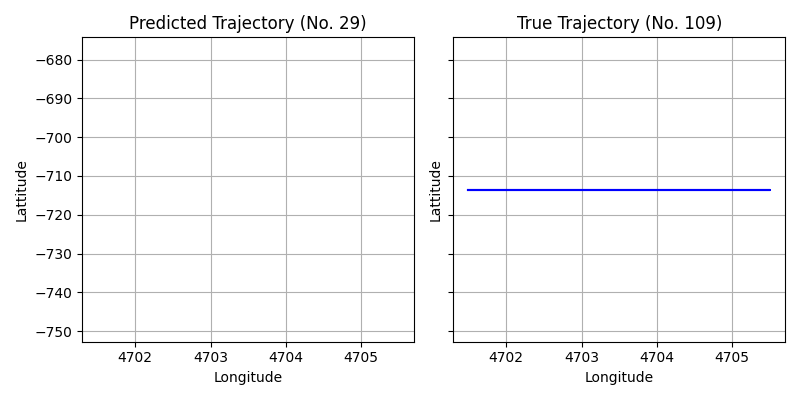 Predicted Trajectory (No. 29)
True Trajectory (No. 109)
−680
−690
−700
−710
−720
−730
−740
−750
Lattitude
Lattitude
4702 4703 4704 4705
4702 4703 4704 4705
Longitude
Longitude